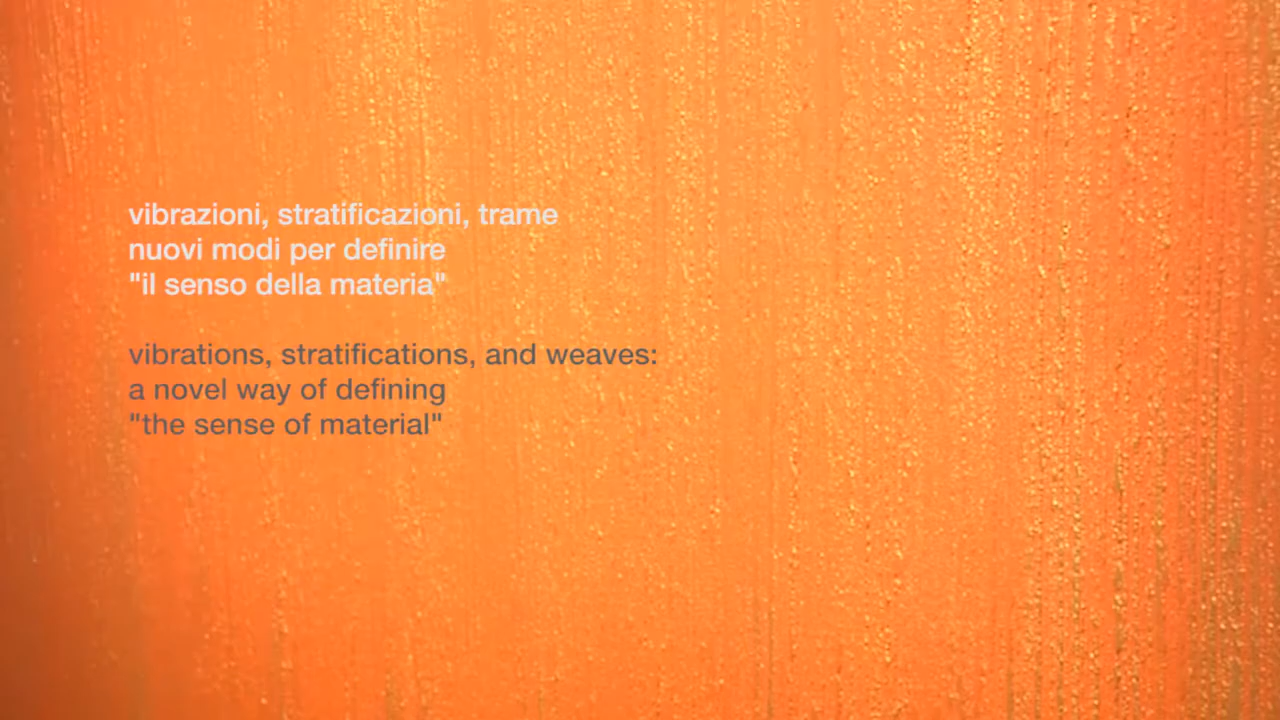 vibrazioni, stratificazioni, trame
nuovi modi per definire
"il senso della materia"
vibrations, stratifications, and weaves:
a novel way of defining
"the sense of material"